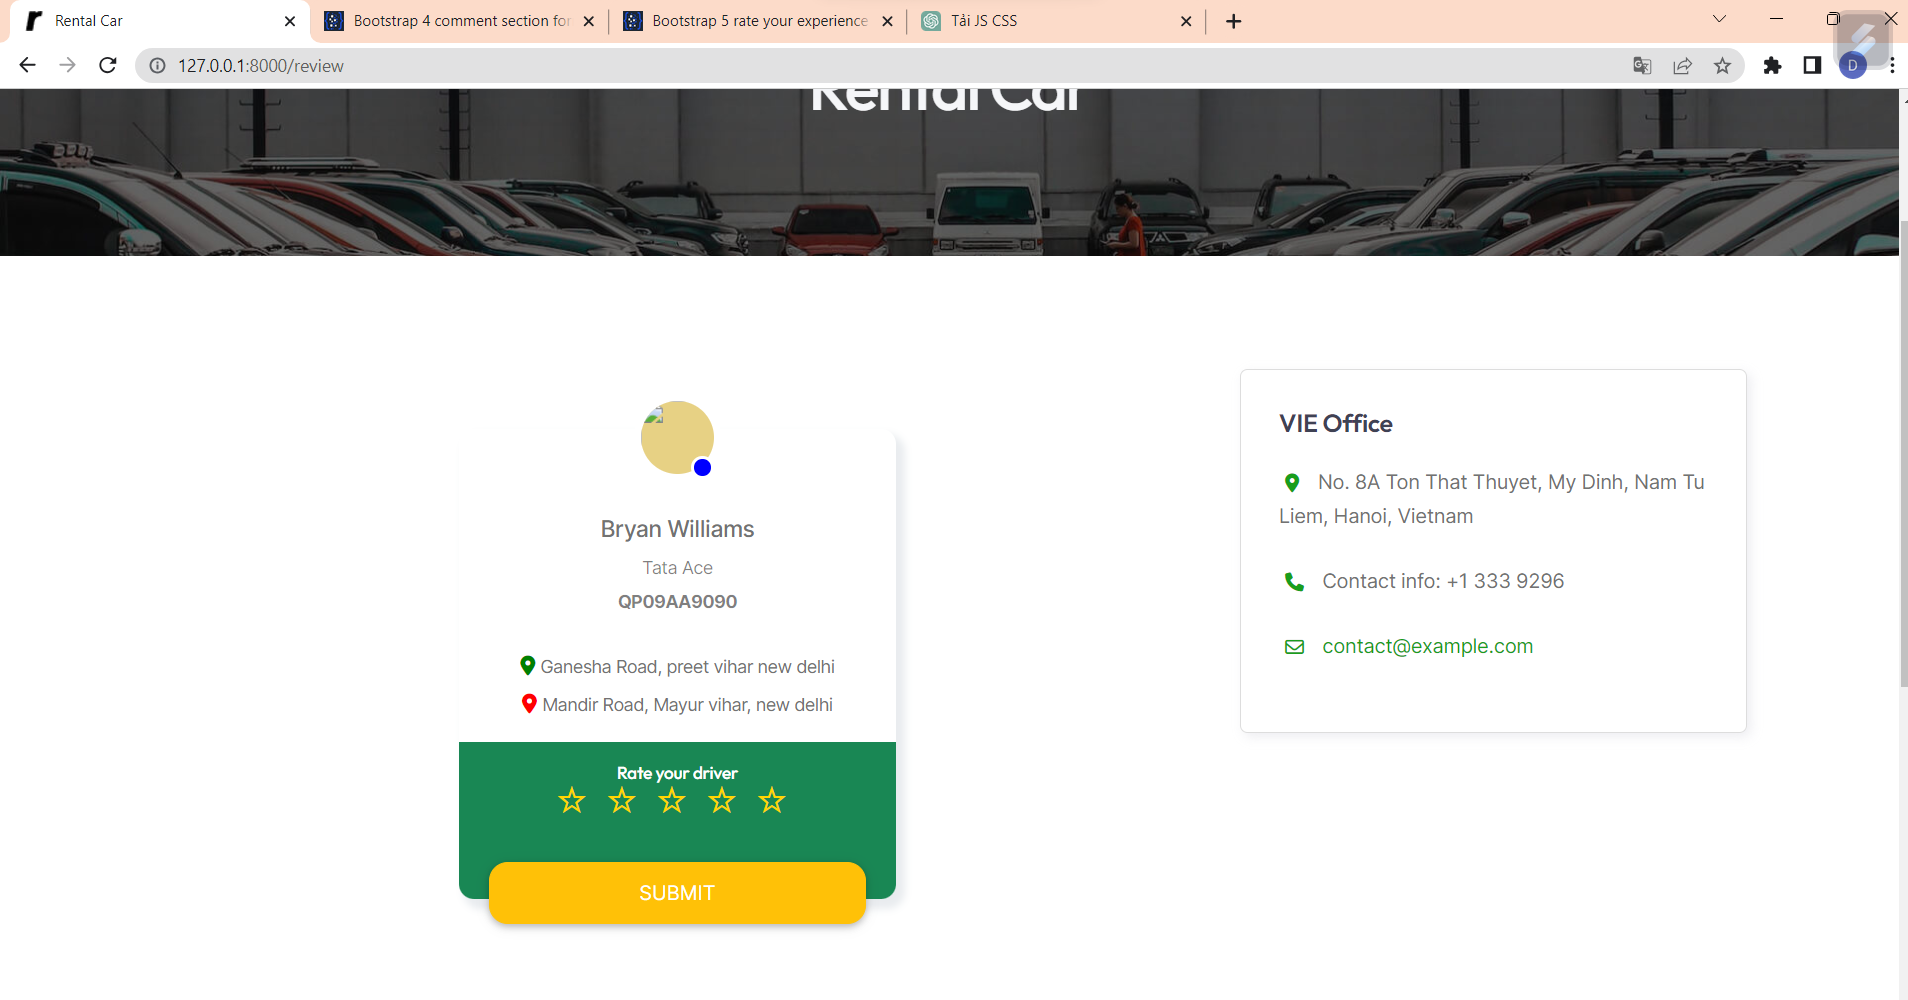 Rental Car
Bootstrap 4 comment section for
Bootstrap 5 rate your experience
Tải JS CSS
127.0.0.1:8000/review
D
Rental Car
VIE Office
No. 8A Ton That Thuyet, My Dinh, Nam Tu
Liem, Hanoi, Vietnam
Contact info: +1 333 9296
contact@example.com
Bryan Williams
Tata Ace
QP09AA9090
Ganesha Road, preet vihar new delhi
Mandir Road, Mayur vihar, new delhi
Rate your driver
SUBMIT